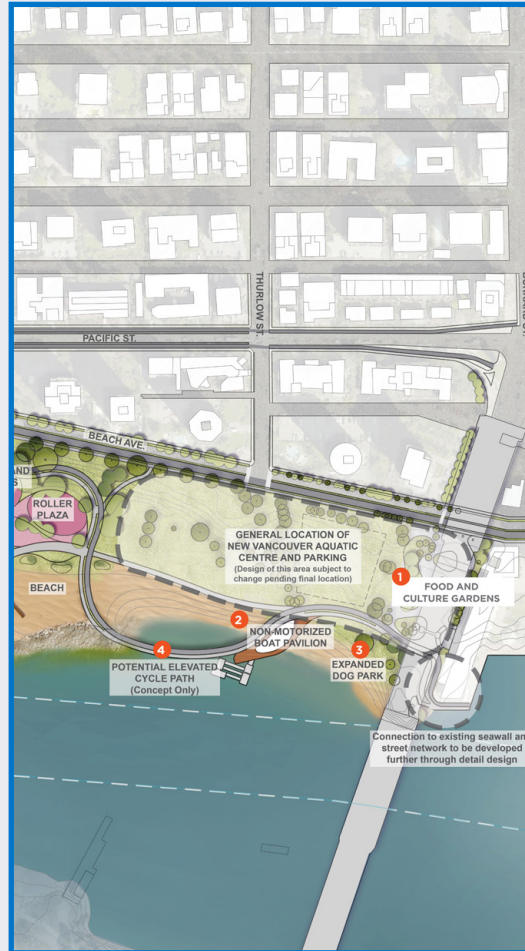 THURLOW ST.
PACIFIC ST.
BEACH AVE.
ROLLER
PLAZA
GENERAL LOCATION OF
NEW VANCOUVER AQUATIC
CENTRE AND PARKING
(Design of this area subject to
change pending final location)
1
FOOD AND
CULTURE GARDENS
BEACH
2
NON-MOTORIZED
BOAT PAVILION
3
EXPANDED
DOG PARK
4
POTENTIAL ELEVATED
CYCLE PATH
(Concept Only)
Connection to existing seawall
street network to be developed
further through detail design